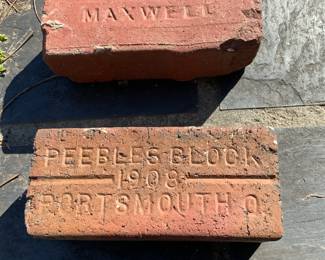 MAXWELL
PEEBLES BLOCK
1908
PORTSMOUTH O.